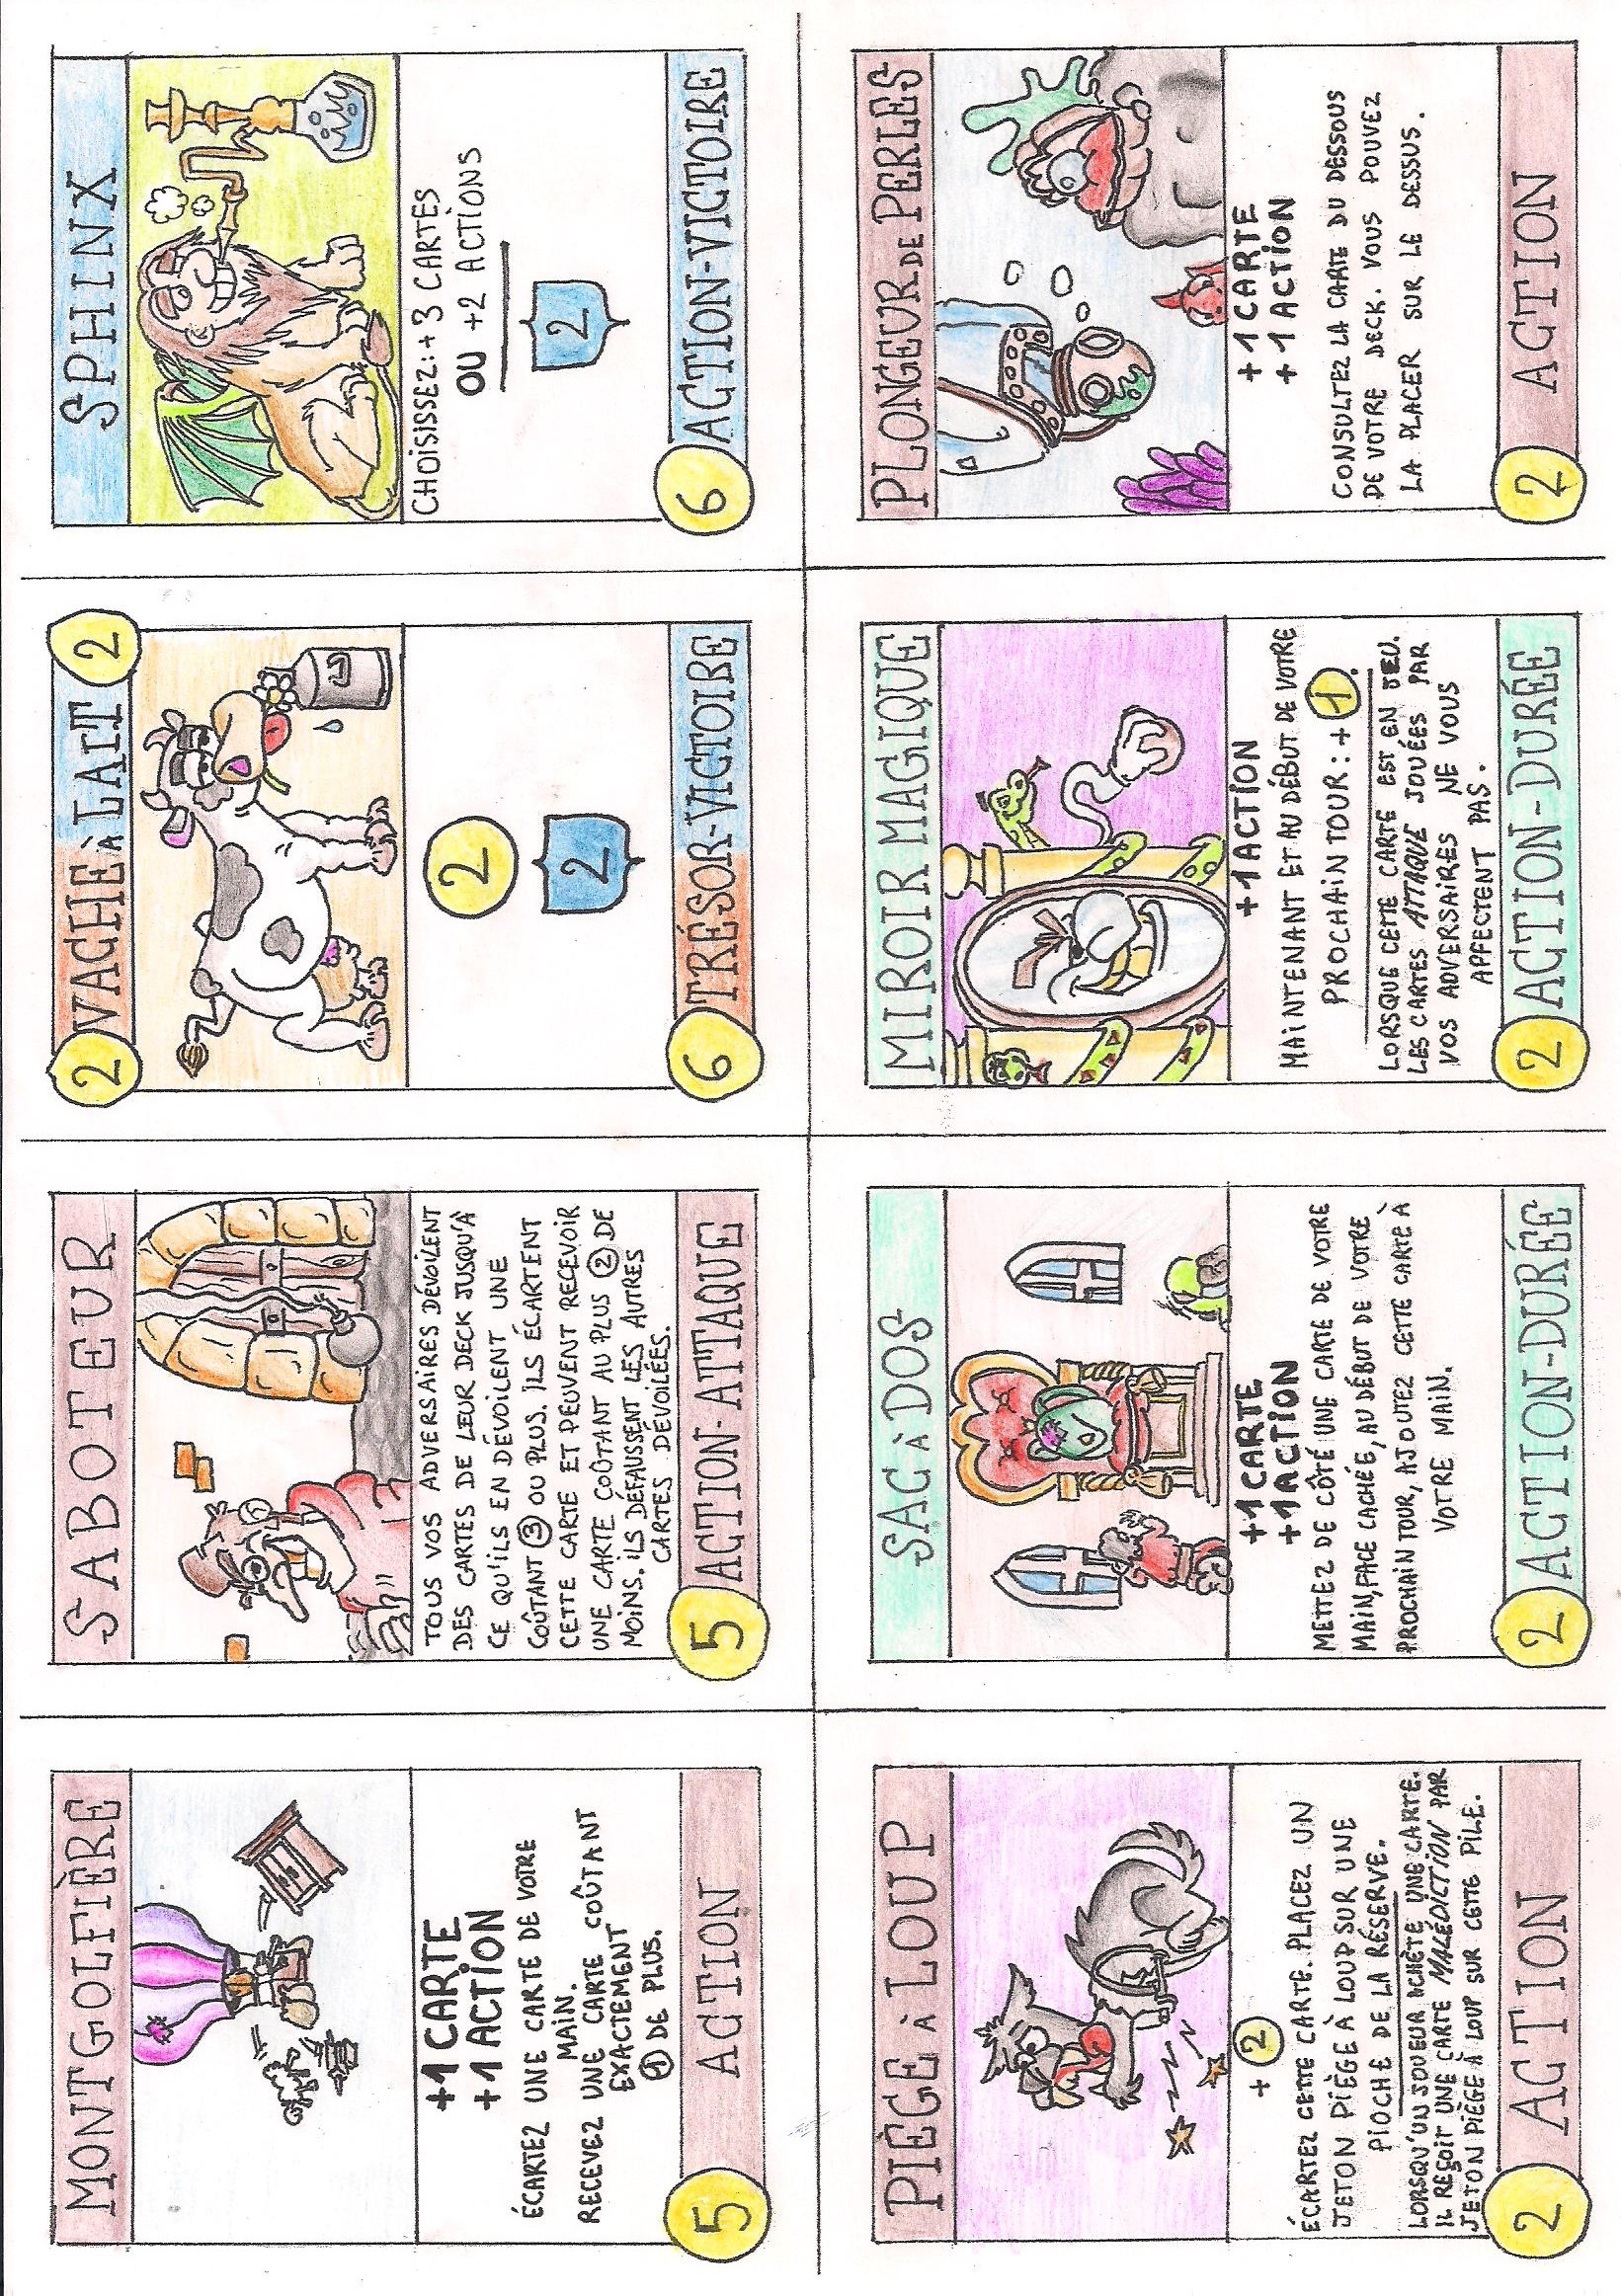 MONTGOLFIÈRE
+1 CARTE
+1 ACTION
ÉCARTEZ UNE CARTE DE VOTRE
MAIN.
RECEVEZ UNE CARTE COÛTANT
EXACTEMENT
1 DE PLUS.
5 ACTION
SABOTEUR
TOUS VOS ADVERSAIRES DÉVOILENT
DES CARTES DE LEUR DECK JUSQU'À
CE QU'ILS EN DÉVOILENT UNE
COÛTANT 3 OU PLUS. ILS ÉCARTENT
CETTE CARTE ET PEUVENT RECEVOIR
UNE CARTE COÛTANT AU PLUS 2 DE
MOINS. ILS DÉFAUSSENT LES AUTRES
CARTES DÉVOILÉES.
5 ACTION-ATTAQUE
2 VACHE À LAIT 2
2
2
6 TRÉSOR-VICTOIRE
SPHINX
CHOISISSEZ: + 3 CARTES
OU +2 ACTIONS
2
6 ACTION-VICTOIRE
PIÈGE À LOUP
+ 2
ÉCARTEZ CETTE CARTE. PLACEZ UN
JETON PIÈGE À LOUP SUR UNE
PIOCHE DE LA RÉSERVE.
LORSQU'UN JOUEUR ACHÈTE UNE CARTE.
IL REÇOIT UNE CARTE MALÉDICTION PAR
JETON PIÈGE À LOUP SUR CETTE PILE.
2 ACTION
SAC À DOS
+1 CARTE
+1 ACTION
METTEZ DE CÔTÉ UNE CARTE DE VOTRE
MAIN, FACE CACHÉE, AU DÉBUT DE VOTRE
PROCHAIN TOUR, AJOUTEZ CETTE CARTE À
VOTRE MAIN.
2 ACTION-DURÉE
MIROIR MAGIQUE
+1 ACTION
MAINTENANT ET AU DÉBUT DE VOTRE
PROCHAIN TOUR: + 1.
LORSQUE CETTE CARTE EST EN JEU.
LES CARTES ATTAQUE JOUÉES PAR
VOS ADVERSAIRES NE VOUS
AFFECTENT PAS.
2 ACTION-DURÉE
PLONGEUR DE PERLES
+ 1 CARTE
+ 1 ACTION
CONSULTEZ LA CARTE DU DESSOUS
DE VOTRE DECK. VOUS POUVEZ
LA PLACER SUR LE DESSUS.
2 ACTION